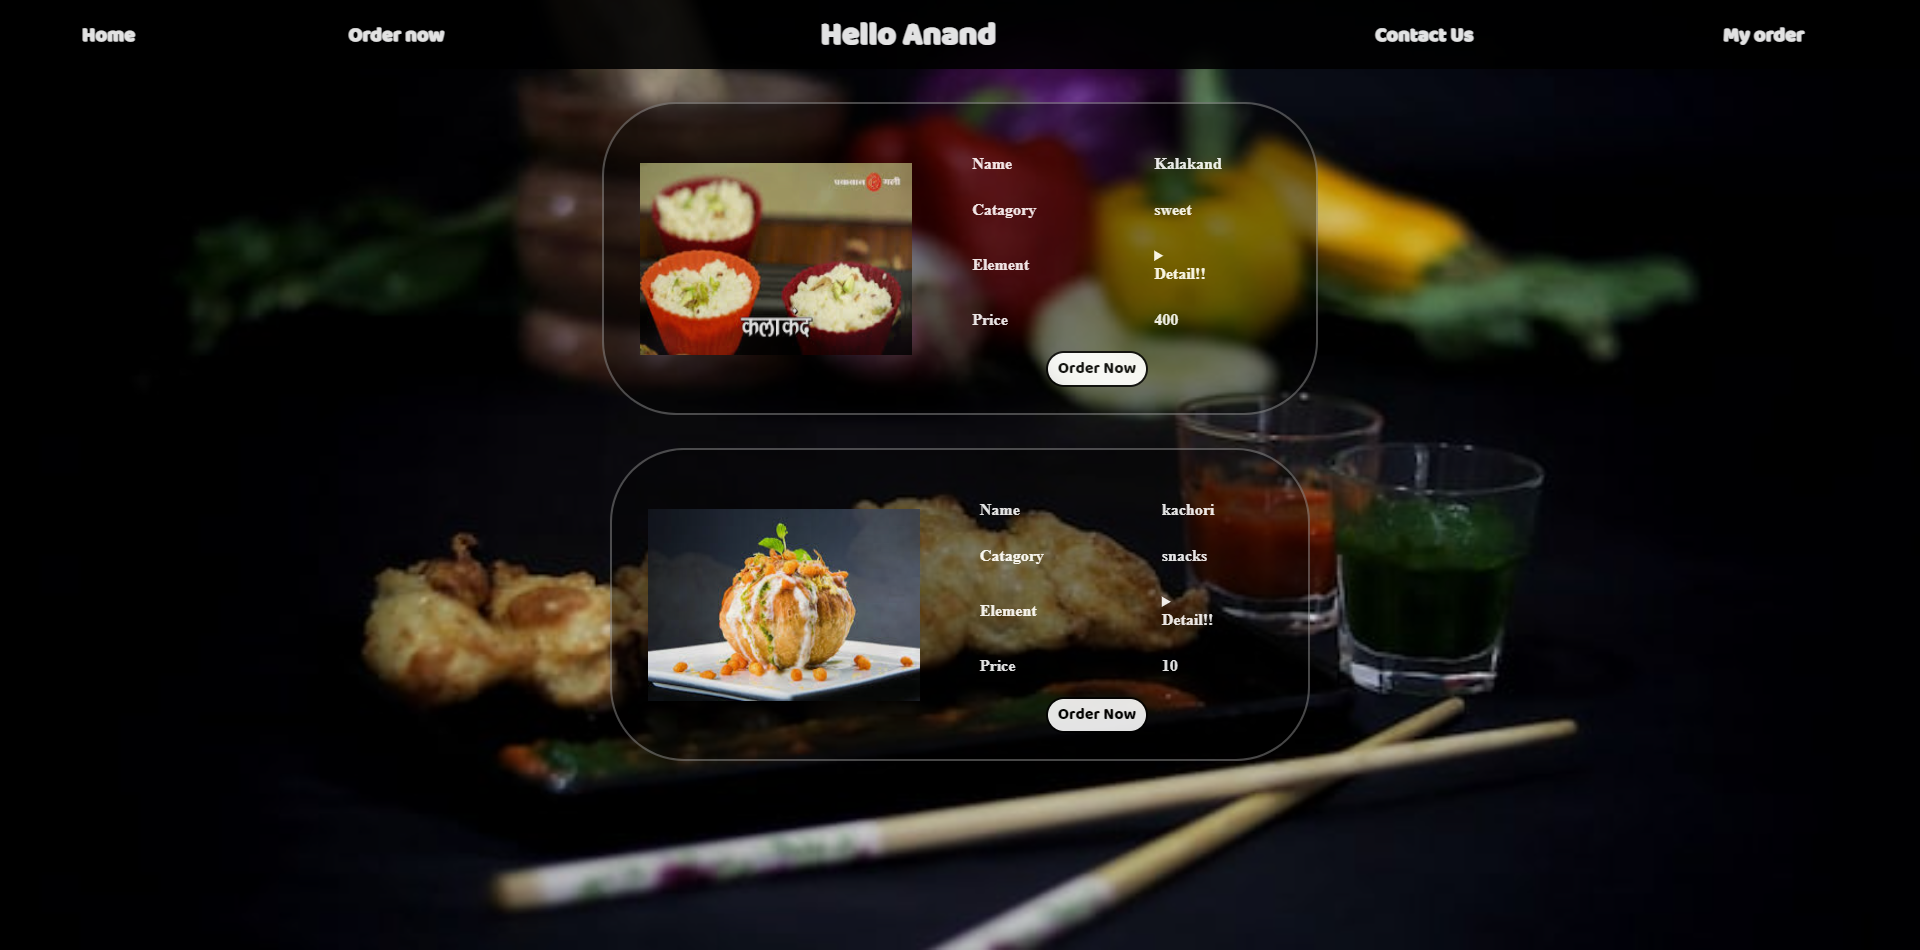 Home Order now Hello Anand Contact Us My order
पकवान गली
कलाकंद
Name Kalakand
Catagory sweet
Element ▶ Detail!!
Price 400
Order Now
Name kachori
Catagory snacks
Element ▶ Detail!!
Price 10
Order Now